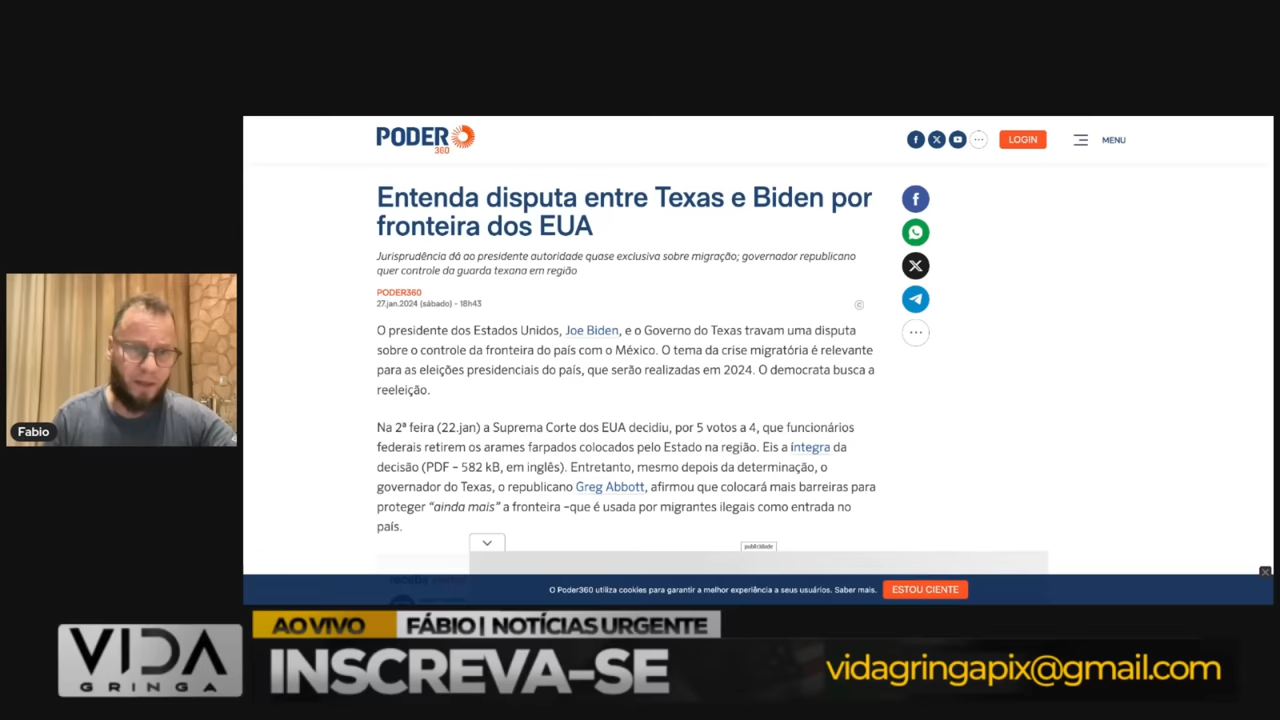 PODER
360
LOGIN
MENU
Entenda disputa entre Texas e Biden por
fronteira dos EUA
Jurisprudência dá ao presidente autoridade quase exclusiva sobre migração; governador republicano
quer controle da guarda texana em região
PODER360
27.jan.2024 (sábado) - 18h43
O presidente dos Estados Unidos, Joe Biden, e o Governo do Texas travam uma disputa
sobre o controle da fronteira do país com o México. O tema da crise migratória é relevante
para as eleições presidenciais do país, que serão realizadas em 2024. O democrata busca a
reeleição.
Na 2ª feira (22.jan) a Suprema Corte dos EUA decidiu, por 5 votos a 4, que funcionários
federais retirem os arames farpados colocados pelo Estado na região. Eis a íntegra da
decisão (PDF – 582 kB, em inglês). Entretanto, mesmo depois da determinação, o
governador do Texas, o republicano Greg Abbott, afirmou que colocará mais barreiras para
proteger “ainda mais” a fronteira –que é usada por migrantes ilegais como entrada no
país.
publicidade
O Poder360 utiliza cookies para garantir a melhor experiência a seus usuários. Saber mais.
ESTOU CIENTE
Fabio
AO VIVO
FÁBIO | NOTÍCIAS URGENTE
VIDA
GRINGA
INSCREVA-SE
vidagringapix@gmail.com